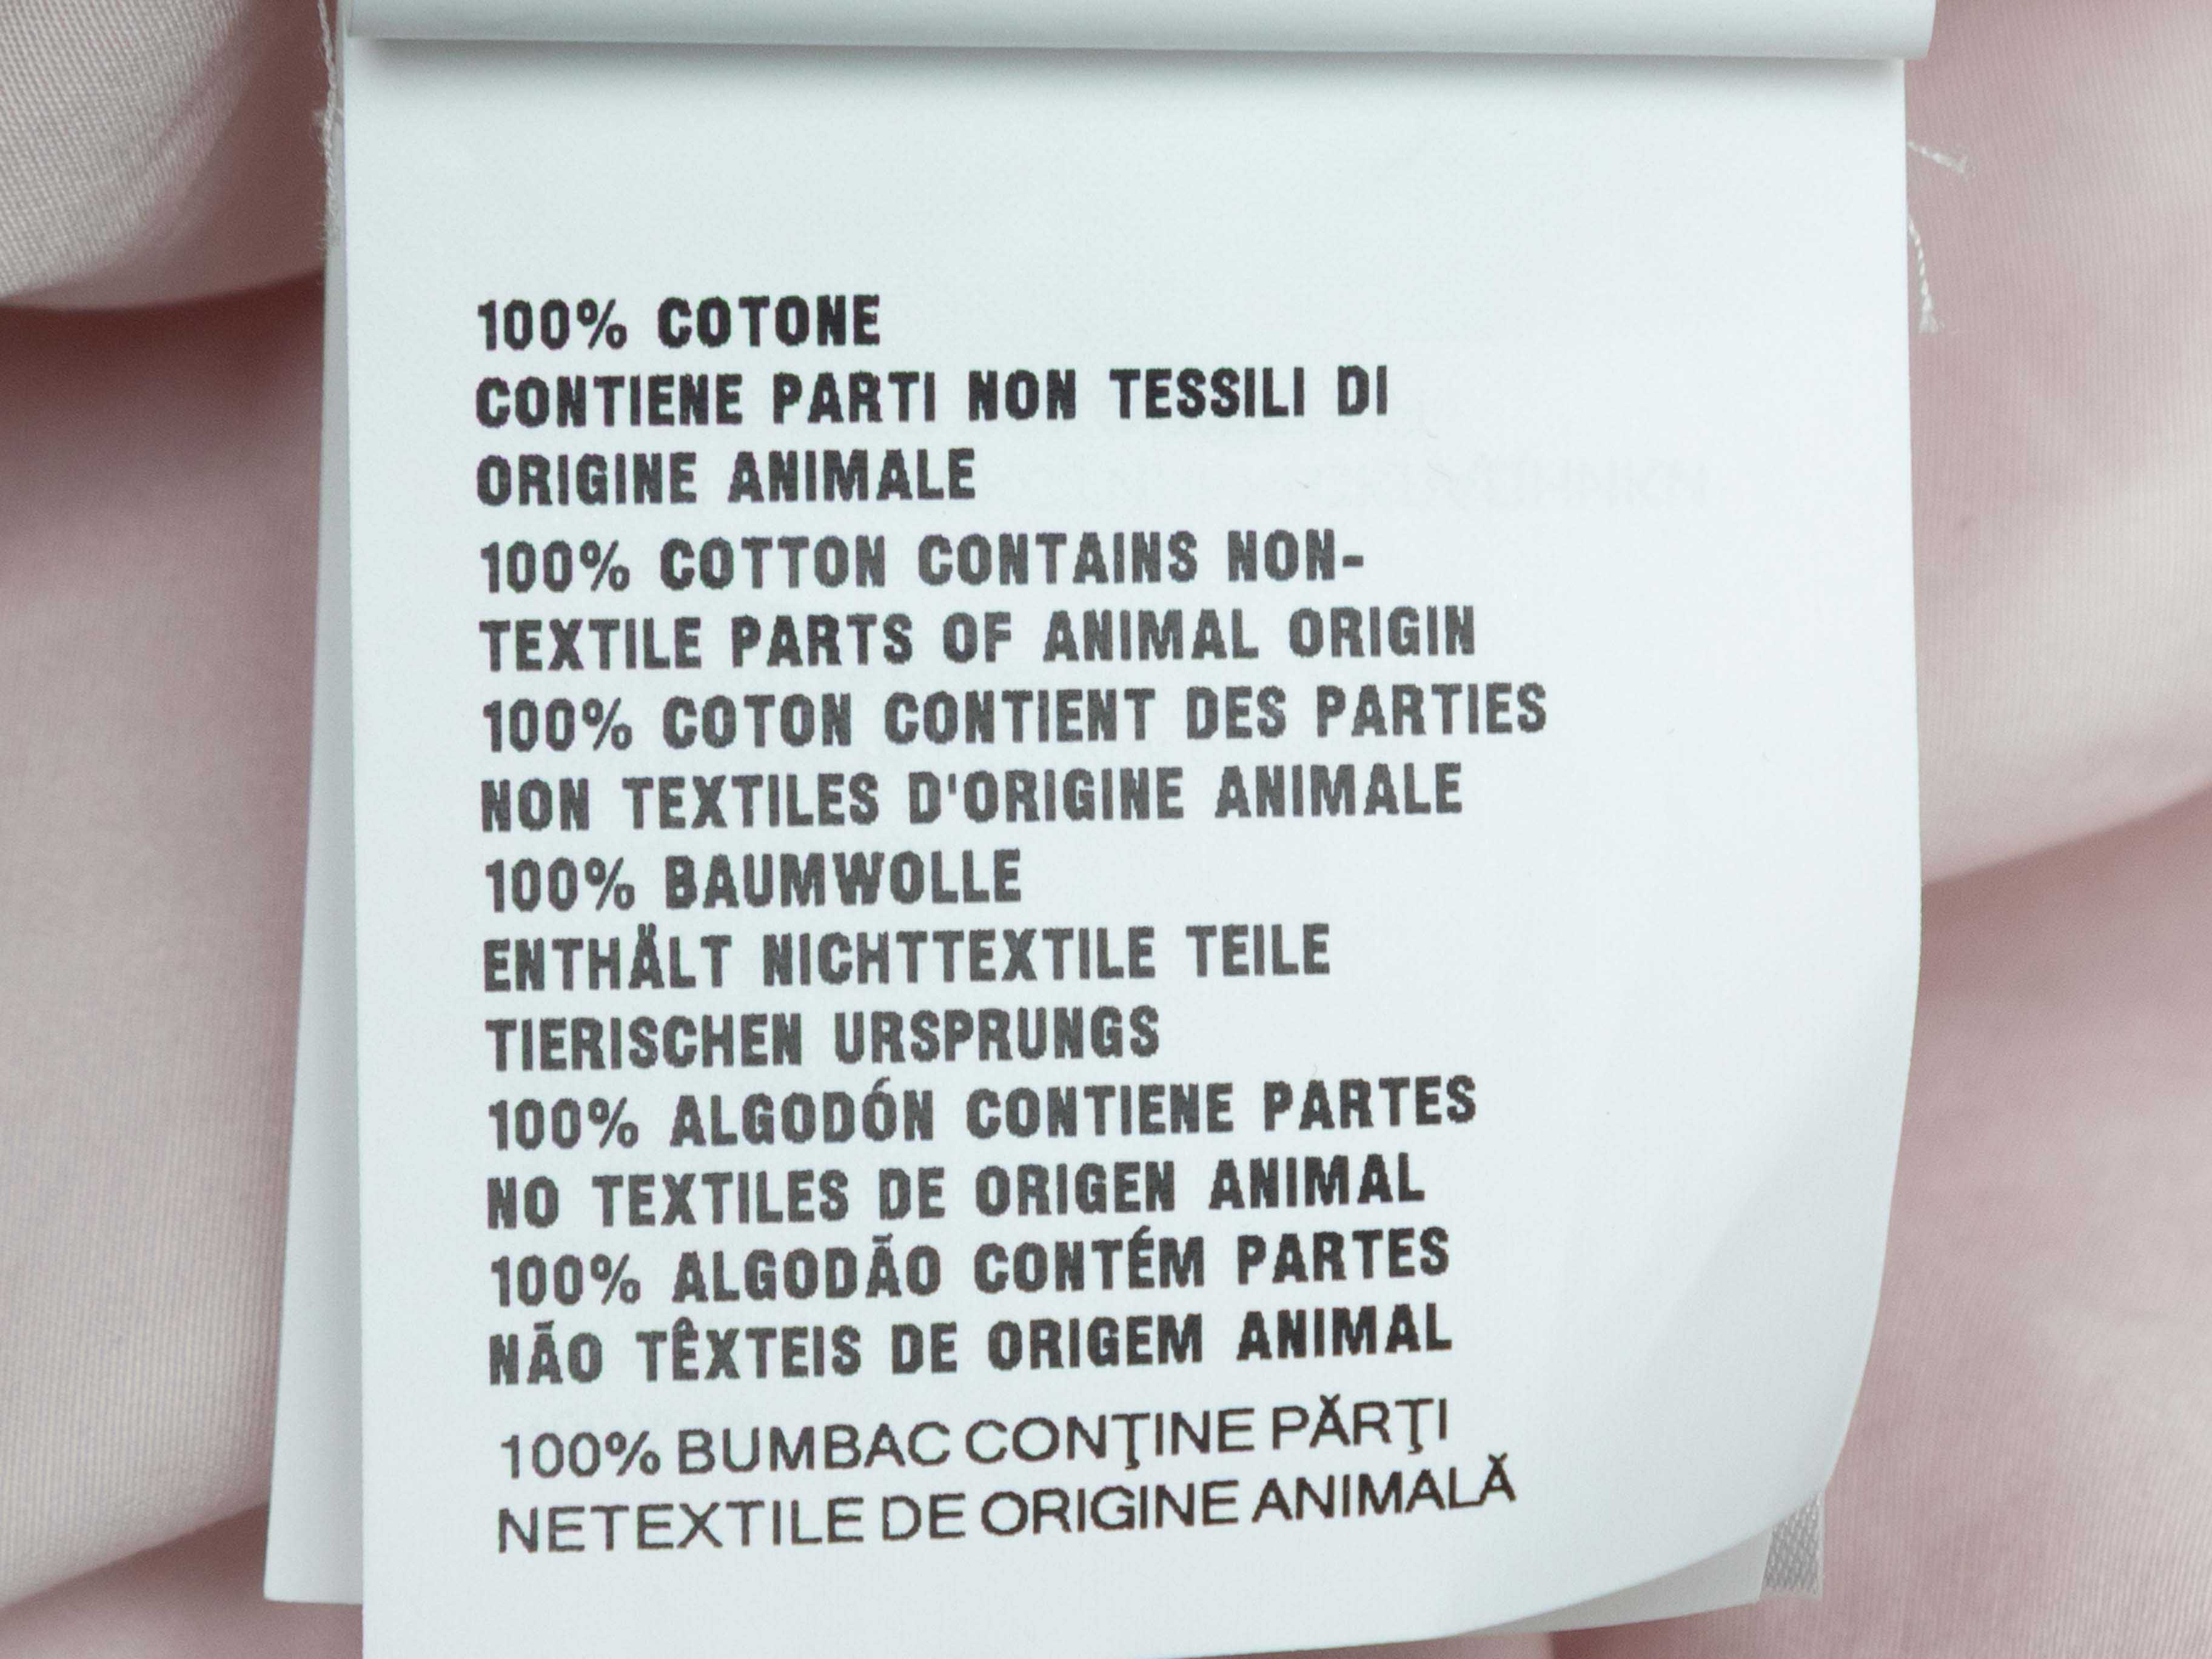 100% COTONE
CONTIENE PARTI NON TESSILI DI
ORIGINE ANIMALE
100% COTTON CONTAINS NON-
TEXTILE PARTS OF ANIMAL ORIGIN
100% COTON CONTIENT DES PARTIES
NON TEXTILES D'ORIGINE ANIMALE
100% BAUMWOLLE
ENTHÄLT NICHTTEXTILE TEILE
TIERISCHEN URSPRUNGS
100% ALGODÓN CONTIENE PARTES
NO TEXTILES DE ORIGEN ANIMAL
100% ALGODÃO CONTÉM PARTES
NÃO TÊXTEIS DE ORIGEM ANIMAL
100% BUMBAC CONŢINE PĂRŢI
NETEXTILE DE ORIGINE ANIMALĂ